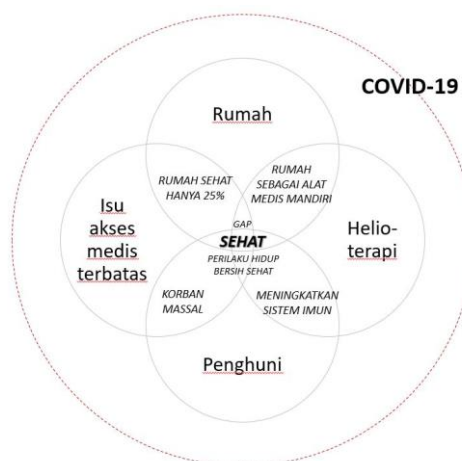 COVID-19
Rumah
RUMAH SEHAT
HANYA 25%
RUMAH
SEBAGAI ALAT
MEDIS MANDIRI
Isu
akses
medis
terbatas
GAP
SEHAT
PERILAKU HIDUP
BERSIH SEHAT
Helio-
terapi
KORBAN
MASSAL
MENINGKATKAN
SISTEM IMUN
Penghuni